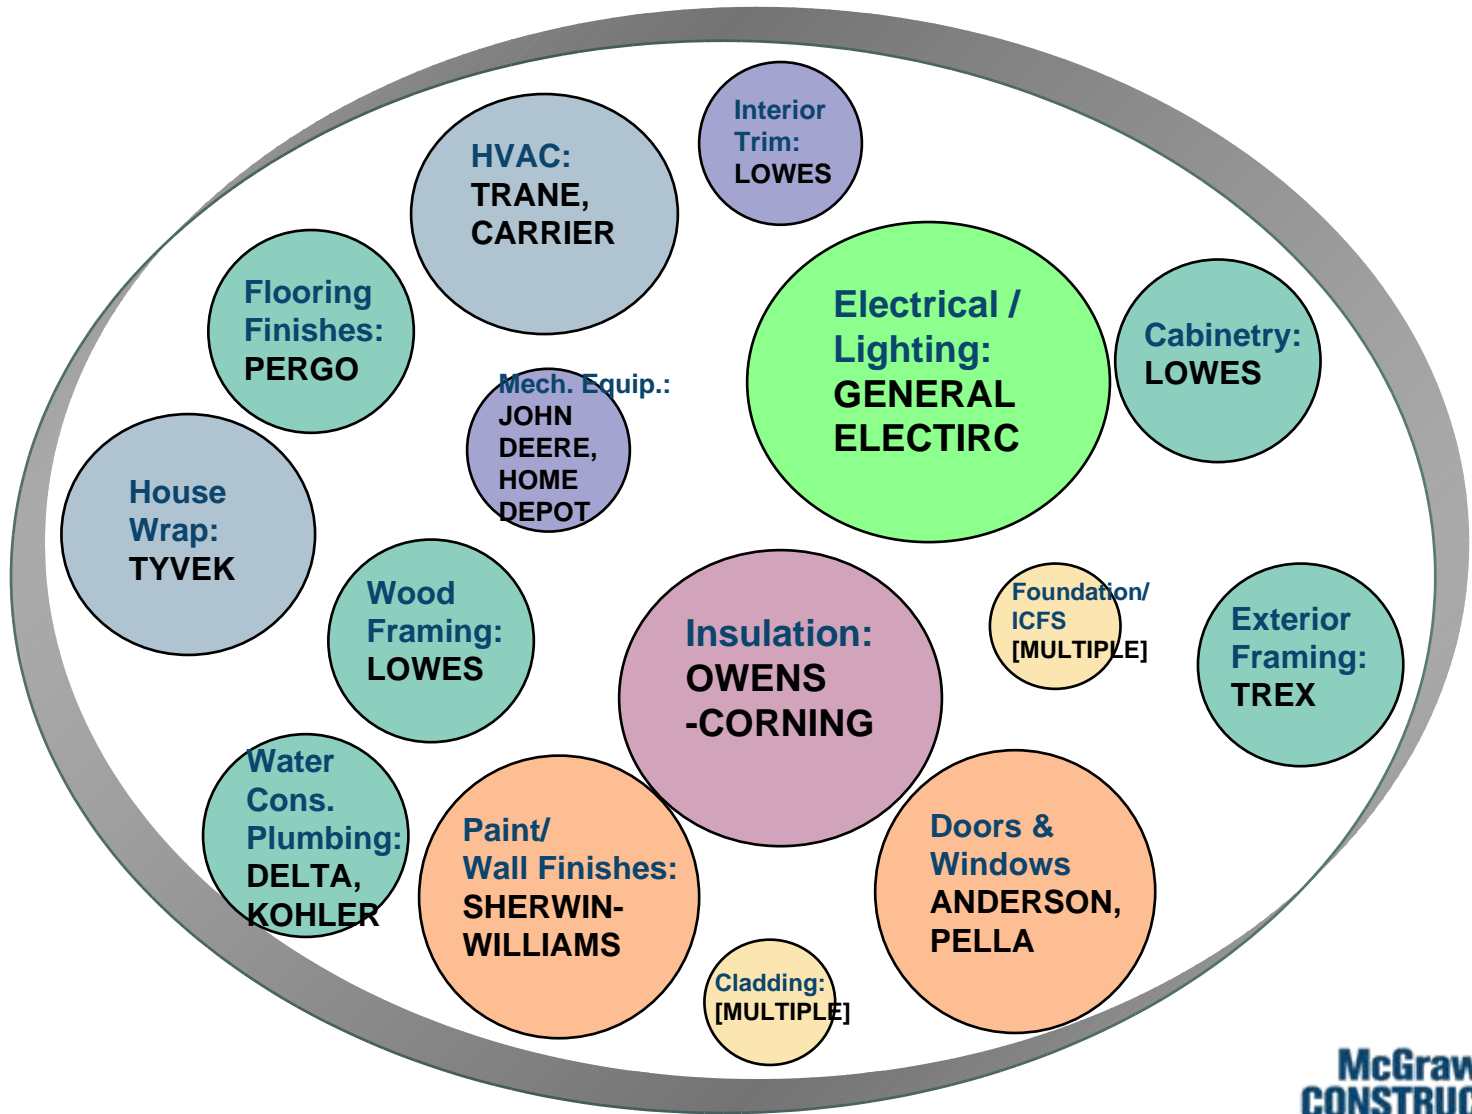 Interior
Trim:
LOWES
HVAC:
TRANE,
CARRIER
Flooring
Finishes:
PERGO
Electrical /
Lighting:
GENERAL
ELECTIRC
Cabinetry:
LOWES
Mech. Equip.:
JOHN
DEERE,
HOME
DEPOT
House
Wrap:
TYVEK
Wood
Framing:
LOWES
Insulation:
OWENS
-CORNING
Foundation/
ICFS
[MULTIPLE]
Exterior
Framing:
TREX
Water
Cons.
Plumbing:
DELTA,
KOHLER
Paint/
Wall Finishes:
SHERWIN-
WILLIAMS
Doors &
Windows
ANDERSON,
PELLA
Cladding:
[MULTIPLE]
McGraw
CONSTRUC